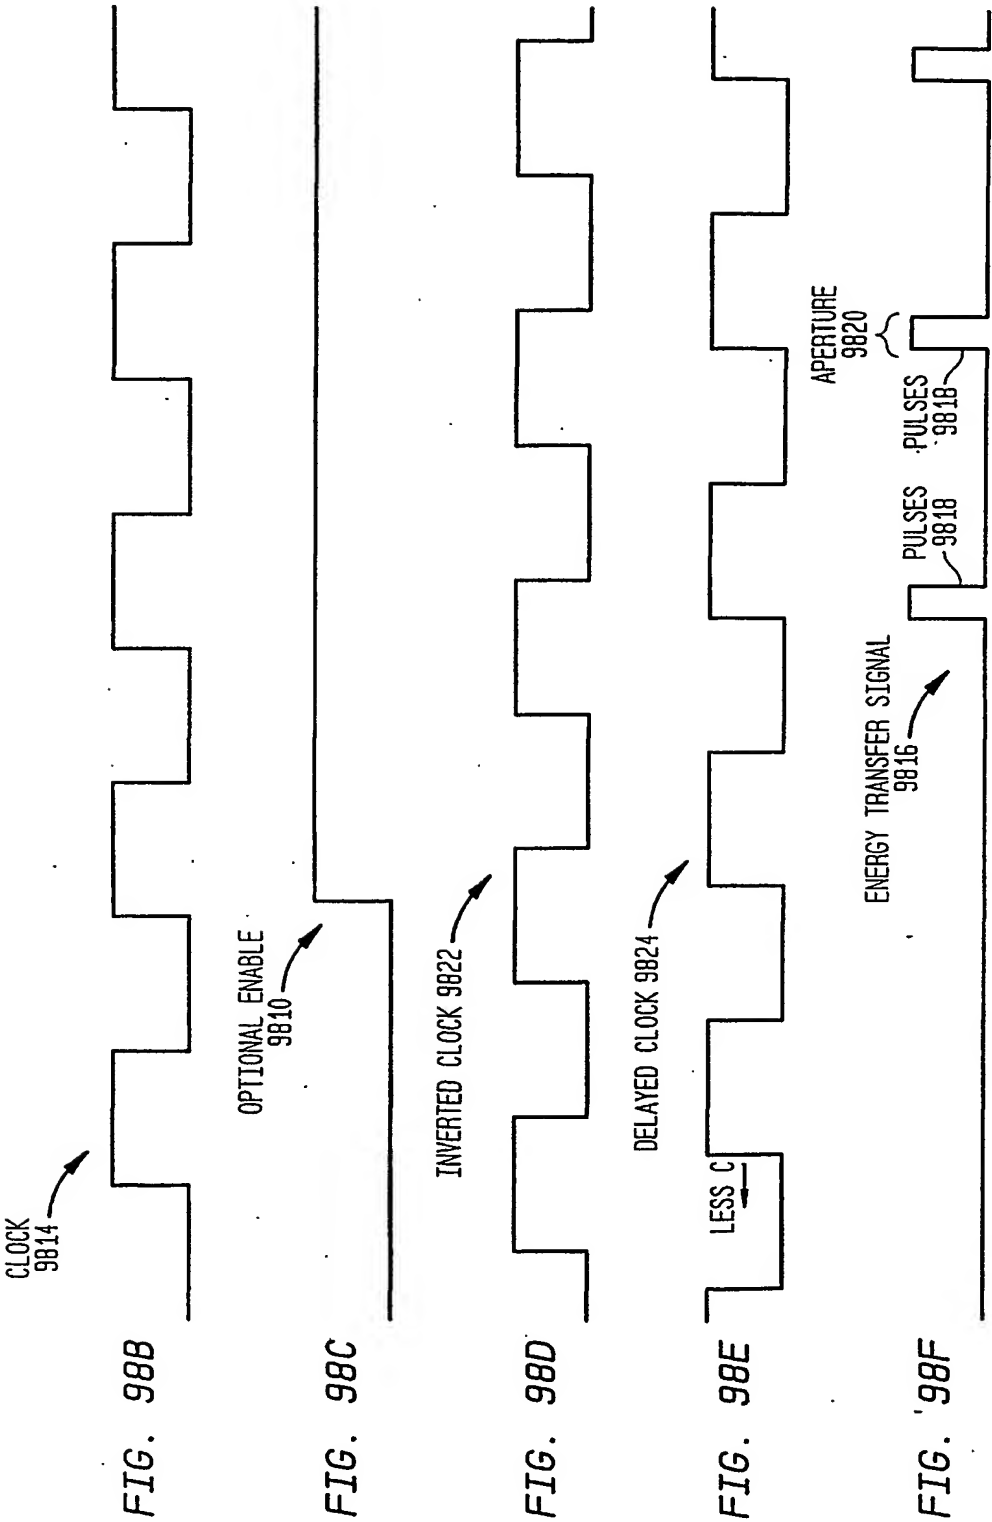 CLOCK
9814
FIG. 98B
OPTIONAL ENABLE
9810
FIG. 98C
INVERTED CLOCK 9822
FIG. 98D
DELAYED CLOCK 9824
LESS C
FIG. 98E
APERTURE
9820
PULSES
9818
PULSES
9818
ENERGY TRANSFER SIGNAL
9816
FIG. 98F